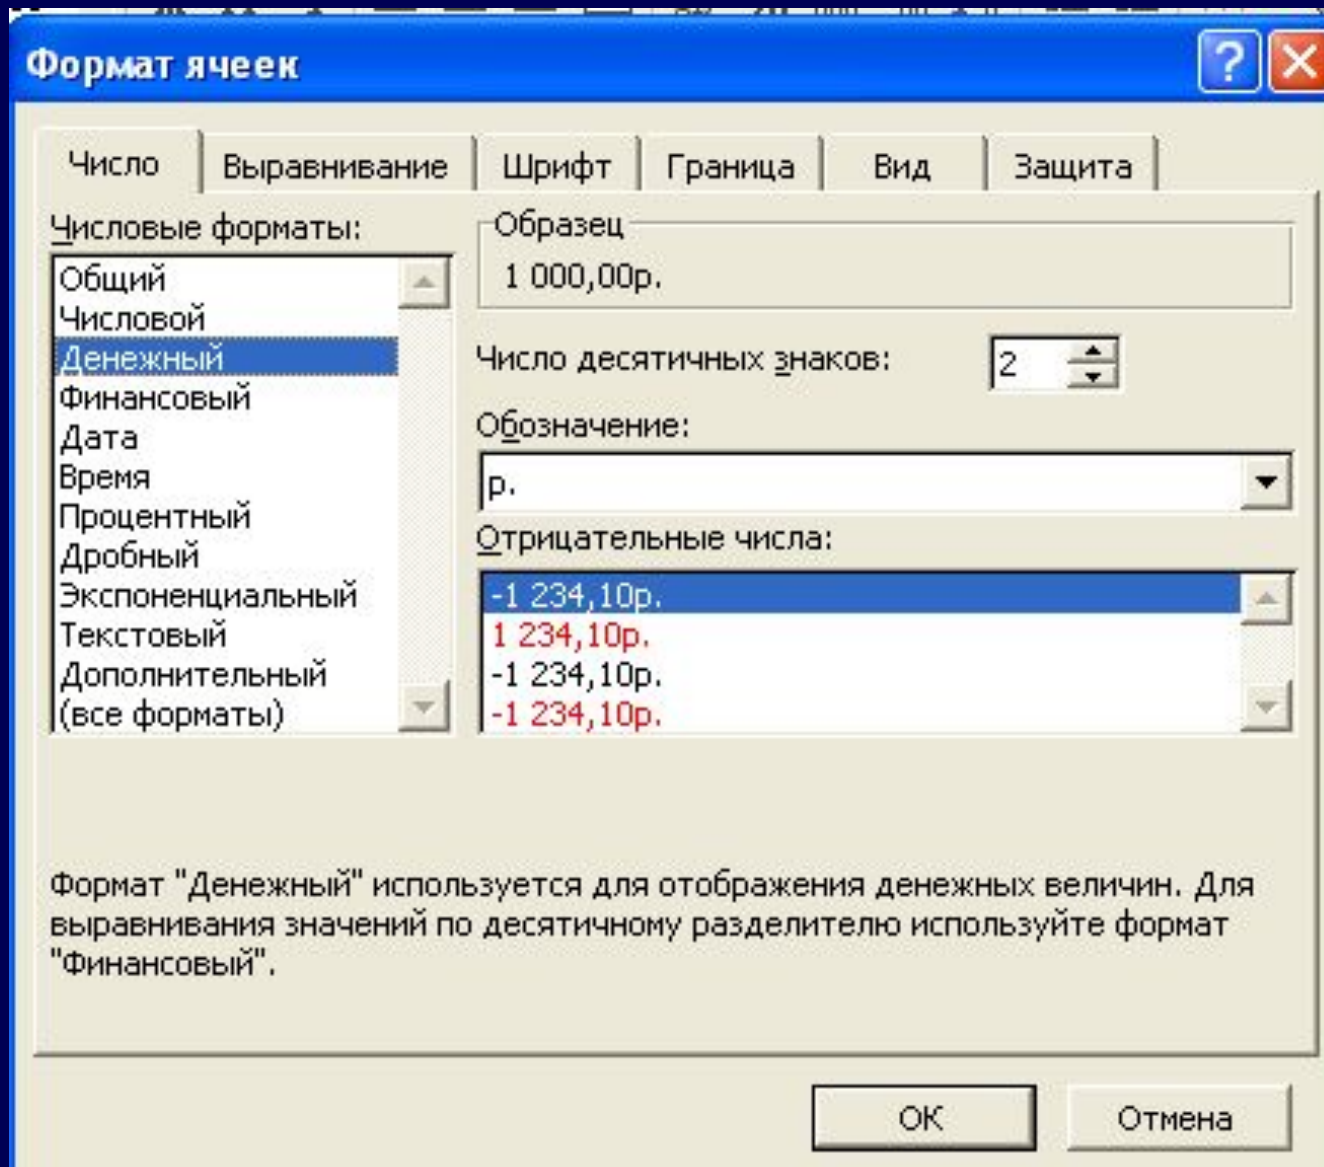 Формат ячеек
Число Выравнивание Шрифт Граница Вид Защита
Числовые форматы:
Общий
Числовой
Денежный
Финансовый
Дата
Время
Процентный
Дробный
Экспоненциальный
Текстовый
Дополнительный
(все форматы)
Образец
1 000,00р.
Число десятичных знаков: 2
Обозначение:
р.
Отрицательные числа:
-1 234,10р.
1 234,10р.
-1 234,10р.
-1 234,10р.
Формат "Денежный" используется для отображения денежных величин. Для
выравнивания значений по десятичному разделителю используйте формат
"Финансовый".
ОК Отмена